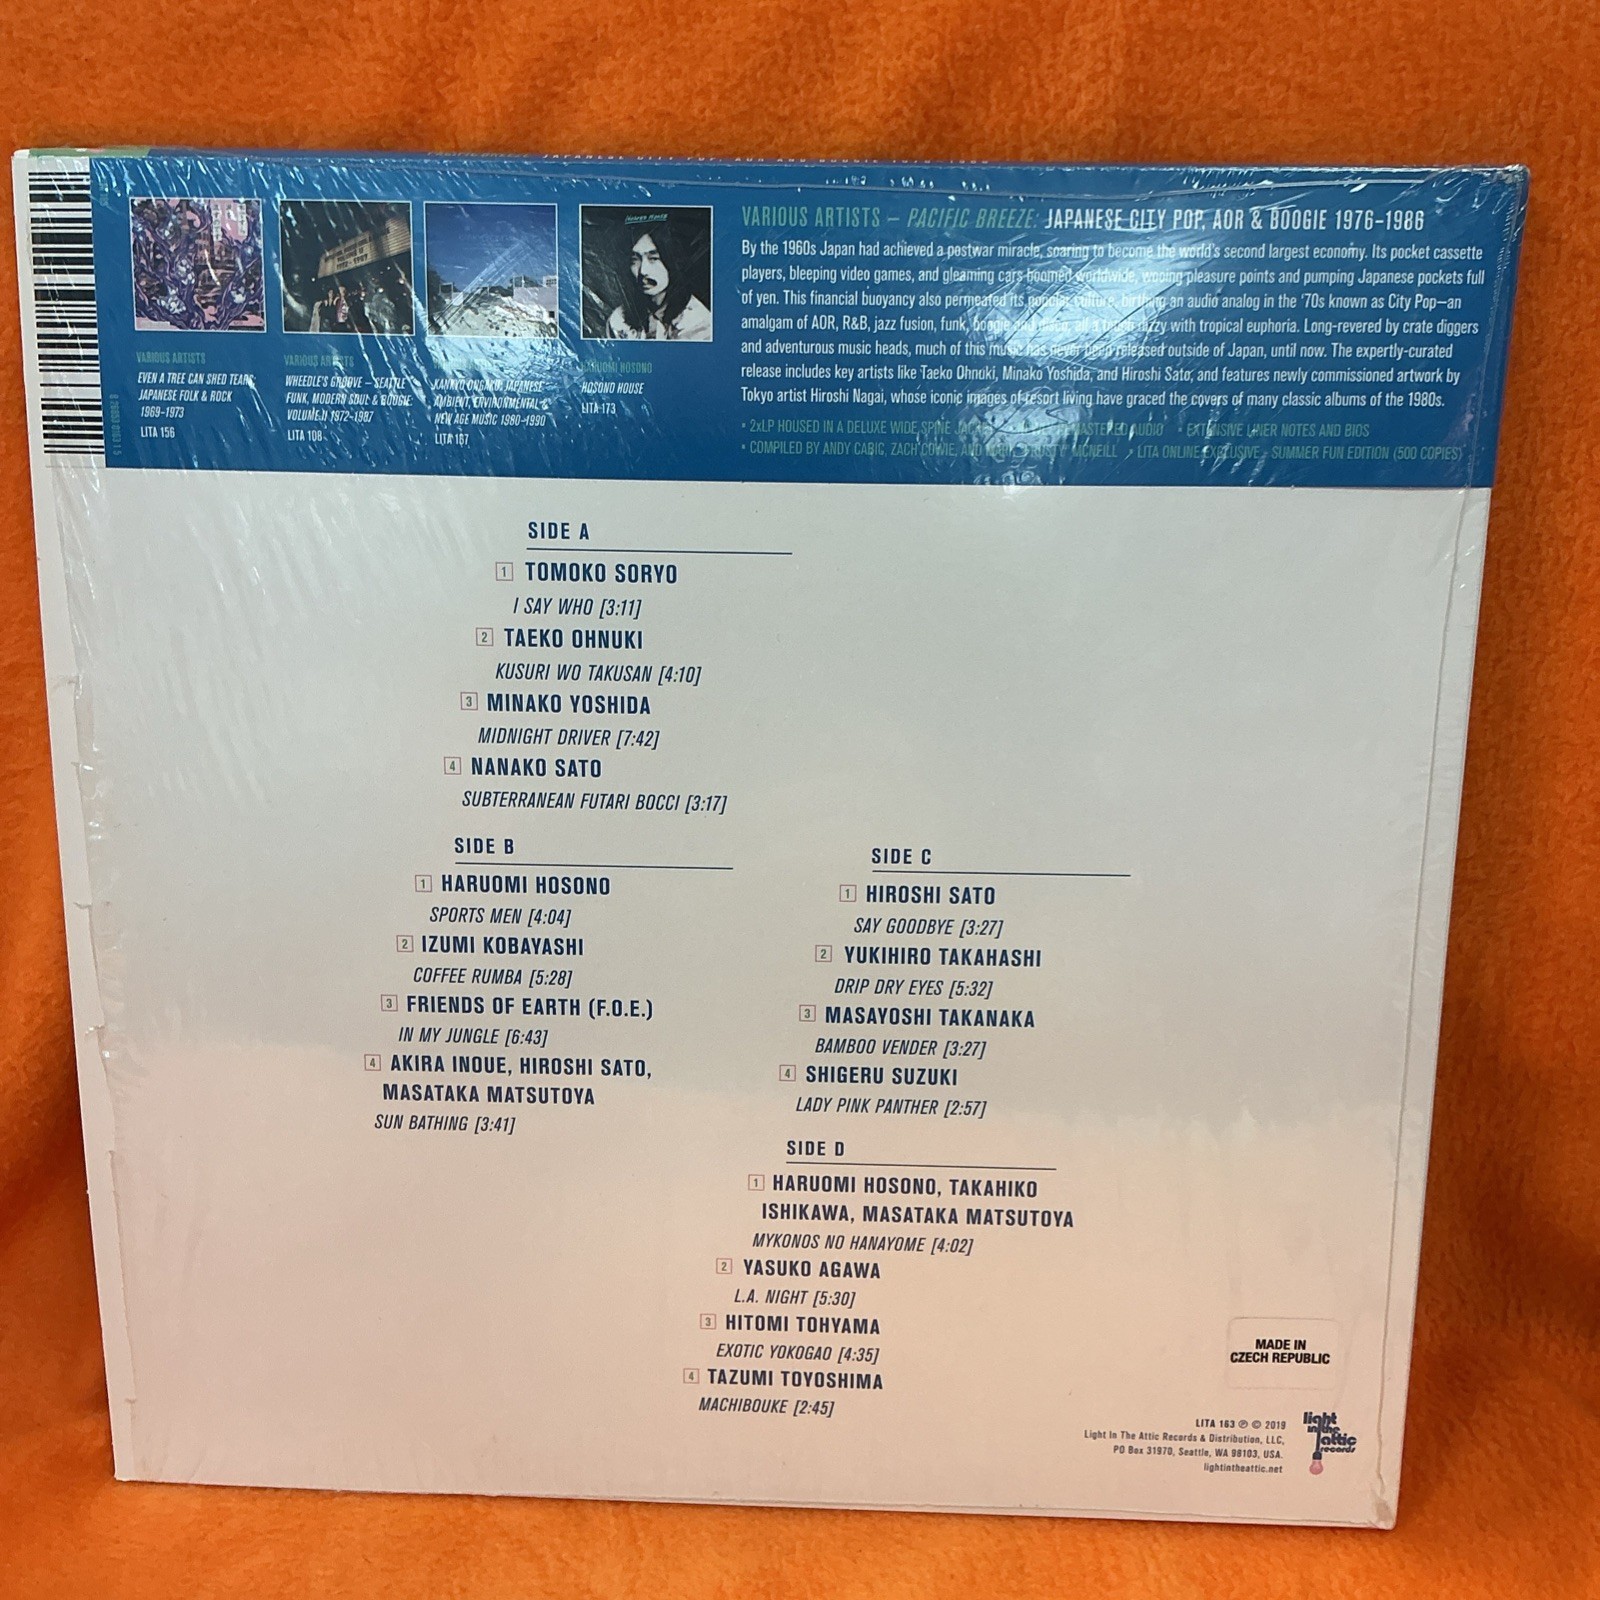 VARIOUS ARTISTS
EVEN A TREE CAN SHED TEARS:
JAPANESE FOLK & ROCK
1969–1973
LITA 156
VARIOUS ARTISTS
WHEEDLE'S GROOVE – SEATTLE
FUNK, MODERN SOUL & BOOGIE:
VOLUME II 1972–1987
LITA 108
KANKYO ONGAKU: JAPANESE
AMBIENT, ENVIRONMENTAL &
NEW AGE MUSIC 1980–1990
LITA 167
HARUOMI HOSONO
HOSONO HOUSE
LITA 173
VARIOUS ARTISTS – PACIFIC BREEZE: JAPANESE CITY POP, AOR & BOOGIE 1976–1986
By the 1960s Japan had achieved a postwar miracle, soaring to become the world's second largest economy. Its pocket cassette
players, bleeping video games, and gleaming cars boomed worldwide, wooing pleasure points and pumping Japanese pockets full
of yen. This financial buoyancy also permeated its popular culture, birthing an audio analog in the '70s known as City Pop—an
amalgam of AOR, R&B, jazz fusion, funk, boogie and disco, all a touch dizzy with tropical euphoria. Long-revered by crate diggers
and adventurous music heads, much of this music has never been released outside of Japan, until now. The expertly-curated
release includes key artists like Taeko Ohnuki, Minako Yoshida, and Hiroshi Sato, and features newly commissioned artwork by
Tokyo artist Hiroshi Nagai, whose iconic images of resort living have graced the covers of many classic albums of the 1980s.
• 2xLP HOUSED IN A DELUXE WIDE SPINE JACKET • REMASTERED AUDIO • EXTENSIVE LINER NOTES AND BIOS
• COMPILED BY ANDY CABIC, ZACH COWIE, AND MCNEILL • LITA ONLINE EXCLUSIVE - SUMMER FUN EDITION (500 COPIES)
SIDE A
1 TOMOKO SORYO
I SAY WHO [3:11]
2 TAEKO OHNUKI
KUSURI WO TAKUSAN [4:10]
3 MINAKO YOSHIDA
MIDNIGHT DRIVER [7:42]
4 NANAKO SATO
SUBTERRANEAN FUTARI BOCCI [3:17]
SIDE B
1 HARUOMI HOSONO
SPORTS MEN [4:04]
2 IZUMI KOBAYASHI
COFFEE RUMBA [5:28]
3 FRIENDS OF EARTH (F.O.E.)
IN MY JUNGLE [6:43]
4 AKIRA INOUE, HIROSHI SATO,
MASATAKA MATSUTOYA
SUN BATHING [3:41]
SIDE C
1 HIROSHI SATO
SAY GOODBYE [3:27]
2 YUKIHIRO TAKAHASHI
DRIP DRY EYES [5:32]
3 MASAYOSHI TAKANAKA
BAMBOO VENDER [3:27]
4 SHIGERU SUZUKI
LADY PINK PANTHER [2:57]
SIDE D
1 HARUOMI HOSONO, TAKAHIKO
ISHIKAWA, MASATAKA MATSUTOYA
MYKONOS NO HANAYOME [4:02]
2 YASUKO AGAWA
L.A. NIGHT [5:30]
3 HITOMI TOHYAMA
EXOTIC YOKOGAO [4:35]
4 TAZUMI TOYOSHIMA
MACHIBOUKE [2:45]
MADE IN
CZECH REPUBLIC
LITA 163 ℗ © 2019
Light In The Attic Records & Distribution, LLC,
PO Box 31970, Seattle, WA 98103, USA.
lightintheattic.net
light
in the
attic
records